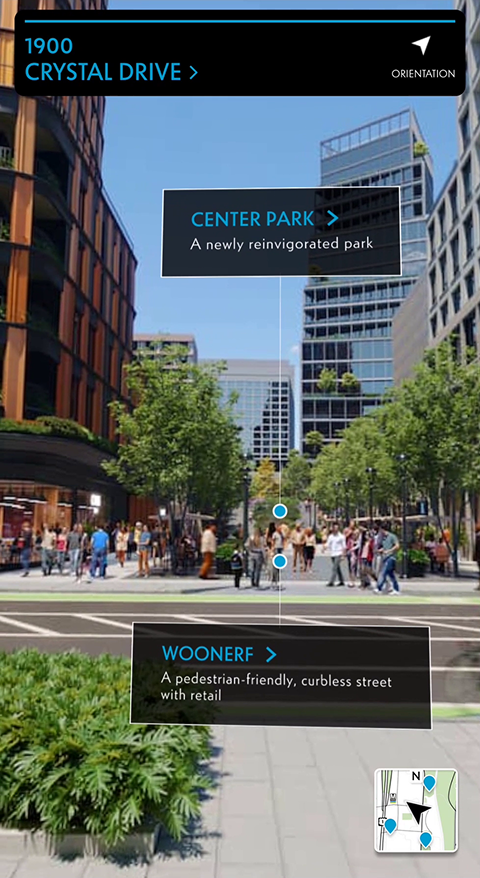 1900
CRYSTAL DRIVE
ORIENTATION
CENTER PARK
A newly reinvigorated park
WOONERF
A pedestrian-friendly, curbless street
with retail
N